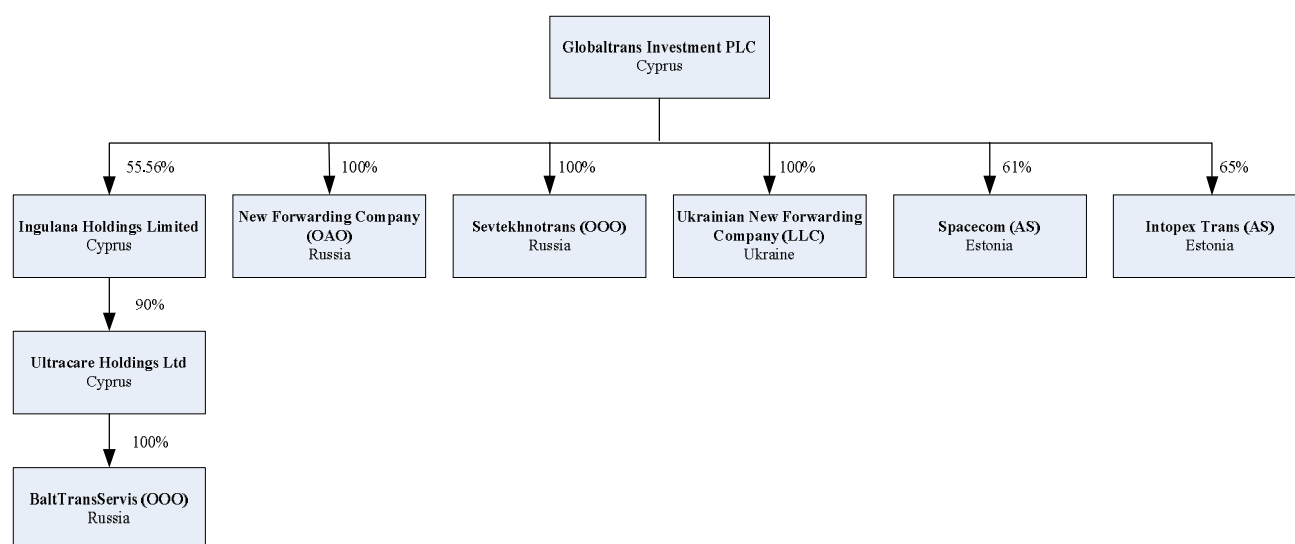 Globaltrans Investment PLC
Cyprus
55.56%
100%
100%
100%
61%
65%
Ingulana Holdings Limited
Cyprus
New Forwarding Company
(OAO)
Russia
Sevtekhnotrans (OOO)
Russia
Ukrainian New Forwarding
Company (LLC)
Ukraine
Spacecom (AS)
Estonia
Intopex Trans (AS)
Estonia
90%
Ultracare Holdings Ltd
Cyprus
100%
BaltTransServis (OOO)
Russia